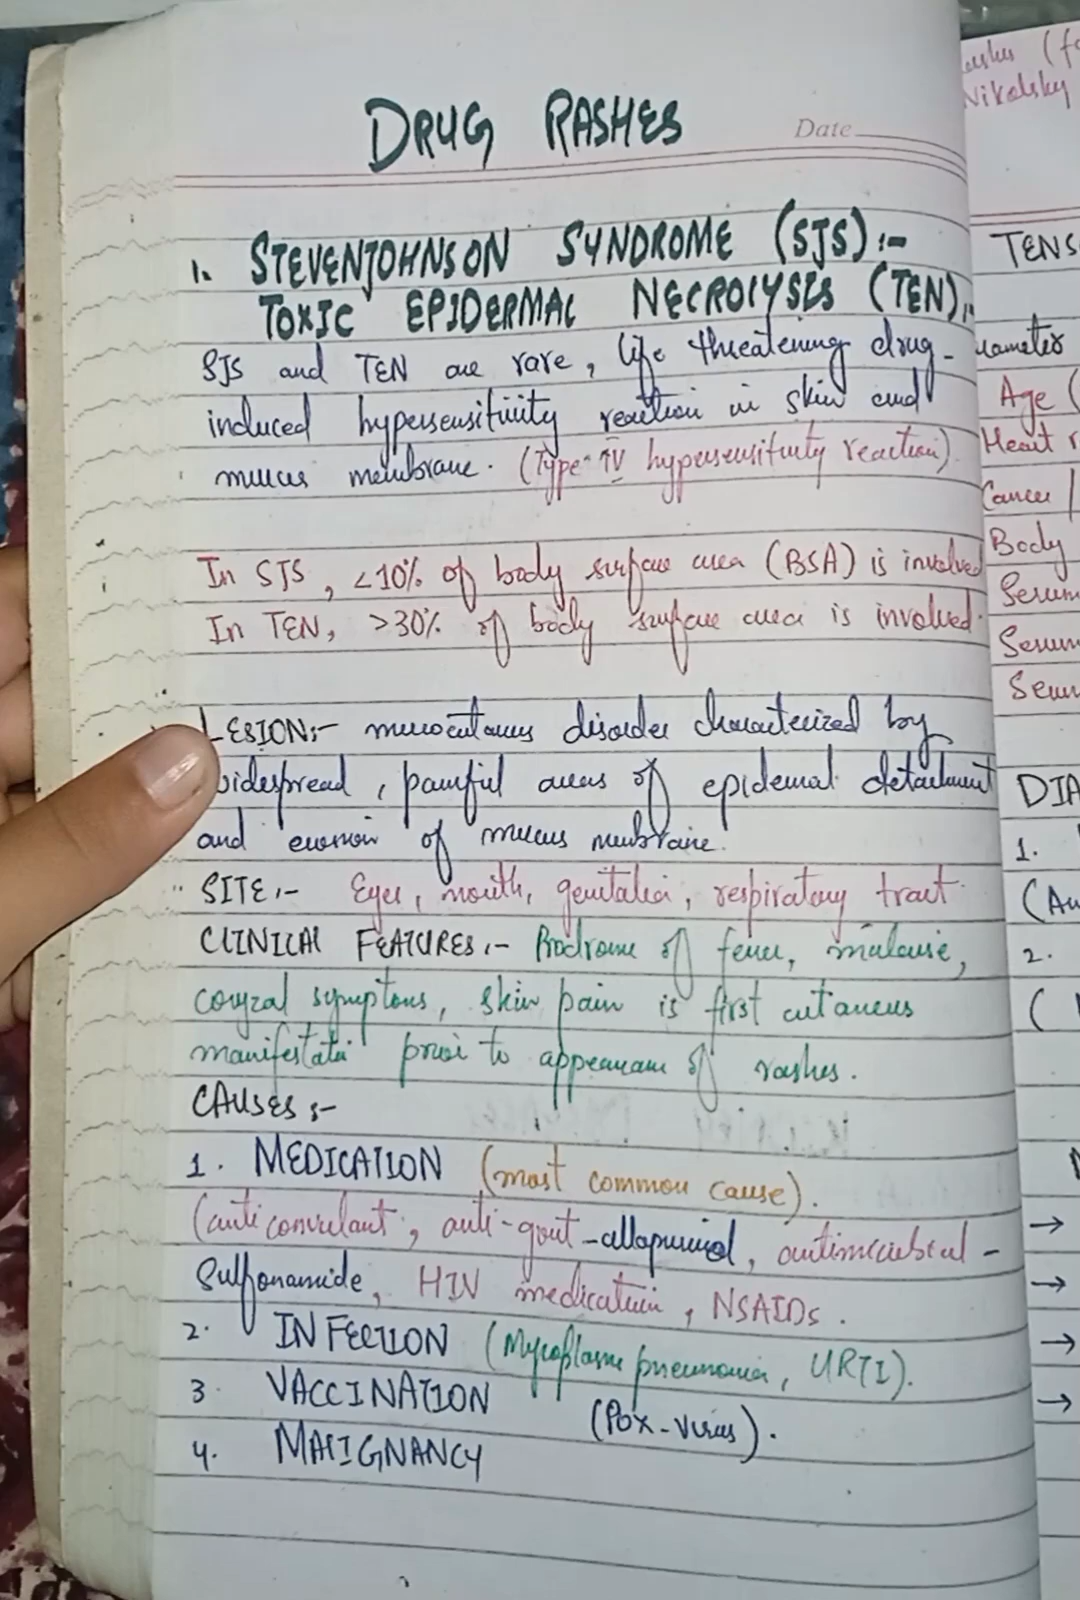 DRUG RASHES
Date
1. STEVENJOHNSON SYNDROME (SJS):-
TOXIC EPIDERMAL NECROLYSIS (TEN):-
SJS and TEN are rare, life threatening drug-
induced hypersensitivity reaction in skin and
mucus membrane. (Type-IV hypersensitivity reaction)
In SJS, <10% of body surface area (BSA) is involved
In TEN, >30% of body surface area is involved.
LESION:- mucocutaneous disorder characterized by
widespread, painful areas of epidermal detachment
and erosion of mucus membrane.
SITE:- Eyes, mouth, genitalia, respiratory tract
CLINICAL FEATURES:- Prodrome of fever, malaise,
coryzal symptoms, skin pain is first cutaneous
manifestation prior to appearance of rashes.
CAUSES:-
1. MEDICATION (most common cause).
(anticonvulant, anti-gout-allopurinol, antimicrobial-
Sulfonamide, HIV medication, NSAIDs.
2. INFECTION (Mycoplasma pneumonia, URTI).
3. VACCINATION (Pox-virus).
4. MALIGNANCY
Nikolsky
TENS
Age (
Heart r
Cancer /
Body
Serum
Serum
Serum
DIA
1.
(Au
2.
(
→
→
→
→